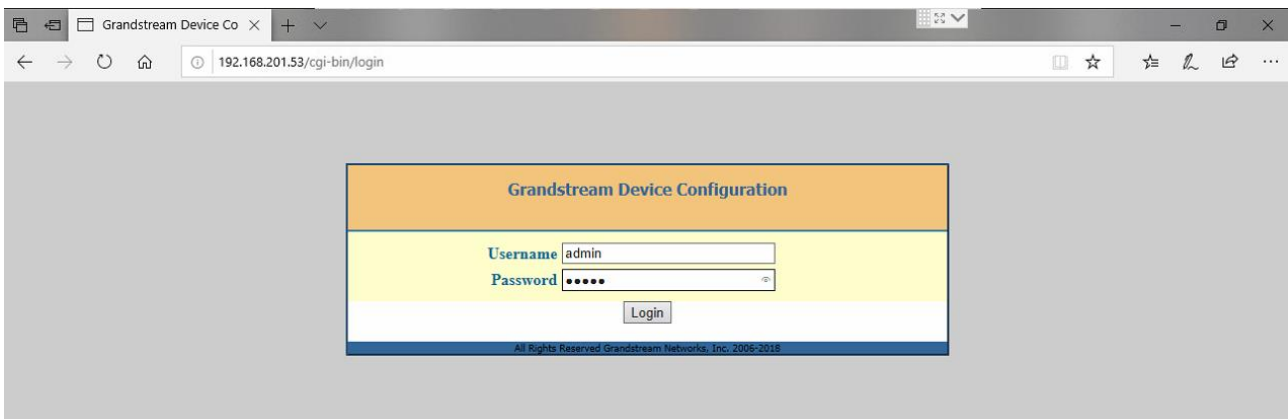 Grandstream Device Co
192.168.201.53/cgi-bin/login
Grandstream Device Configuration
Username admin
Password •••••
Login
All Rights Reserved Grandstream Networks, Inc. 2006-2018